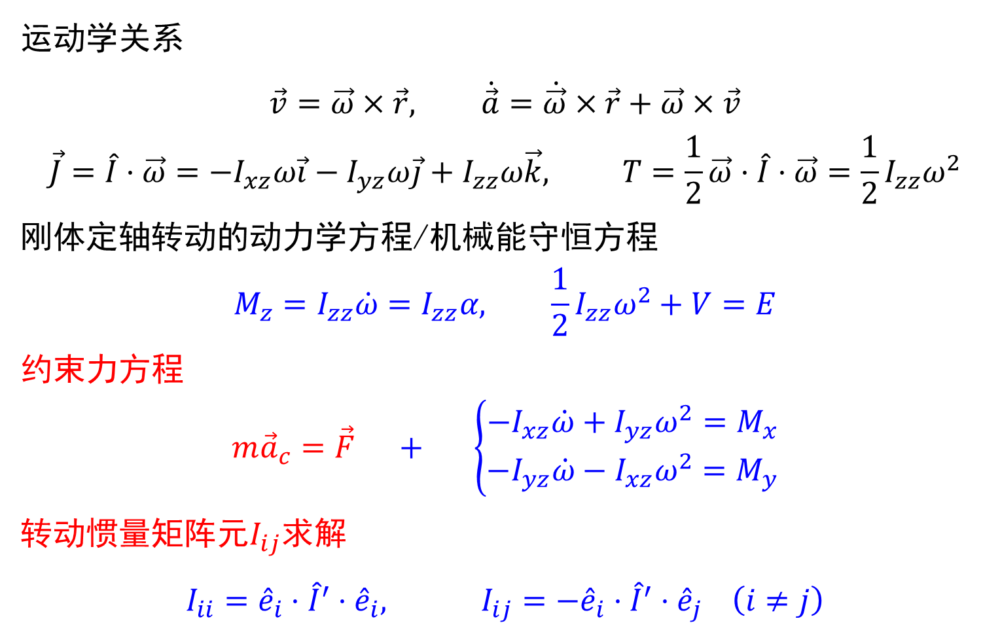 运动学关系
$\vec{v} = \vec{\omega} \times \vec{r},\quad \dot{\vec{a}} = \dot{\vec{\omega}} \times \vec{r} + \vec{\omega} \times \vec{v}$
$\vec{J} = \hat{I} \cdot \vec{\omega} = -I_{xz}\omega\vec{i} - I_{yz}\omega\vec{j} + I_{zz}\omega\vec{k},\quad T = \frac{1}{2}\vec{\omega} \cdot \hat{I} \cdot \vec{\omega} = \frac{1}{2}I_{zz}\omega^2$
刚体定轴转动的动力学方程/机械能守恒方程
$M_z = I_{zz}\dot{\omega} = I_{zz}\alpha,\quad \frac{1}{2}I_{zz}\omega^2 + V = E$
约束力方程
$m\vec{a}_c = \vec{F} \quad + \quad \begin{cases} -I_{xz}\dot{\omega} + I_{yz}\omega^2 = M_x \\ -I_{yz}\dot{\omega} - I_{xz}\omega^2 = M_y \end{cases}$
转动惯量矩阵元$I_{ij}$求解
$I_{ii} = \hat{e}_i \cdot \hat{I}' \cdot \hat{e}_i,\quad I_{ij} = -\hat{e}_i \cdot \hat{I}' \cdot \hat{e}_j \quad (i \neq j)$